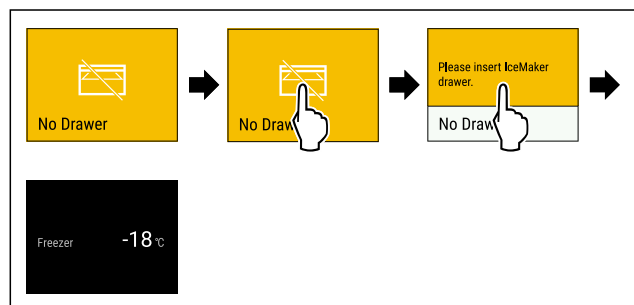 No Drawer
No Draw
Please insert IceMaker
drawer.
No Draw
Freezer -18 °C